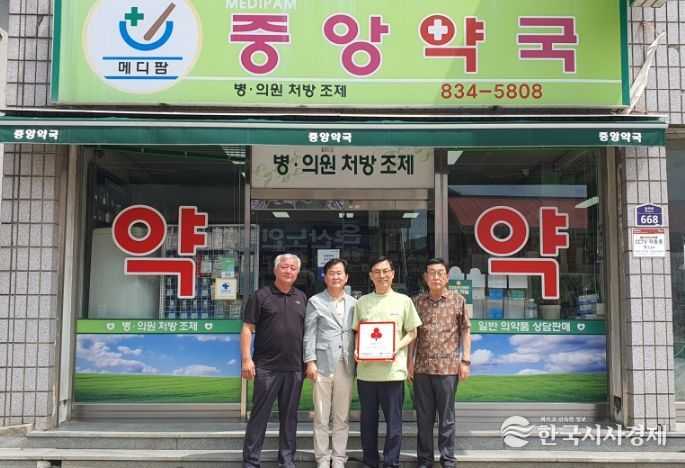 MEDIPAM
중앙약국
메디팜
병·의원 처방 조제
834-5808
중앙약국 중앙약국 중앙약국
병·의원 처방 조제
약 약
668
병·의원 처방 조제
일반 의약품 상담판매
한국시사경제